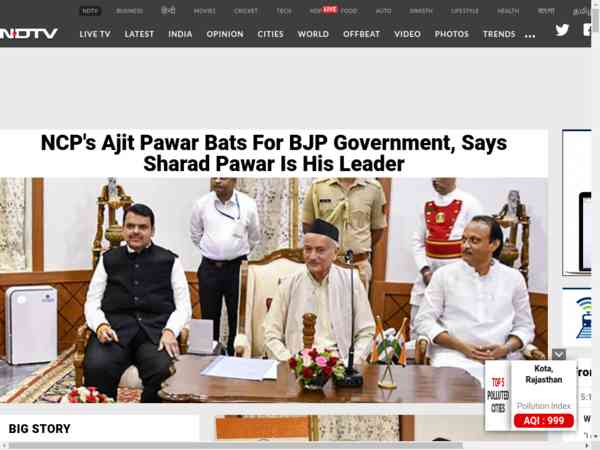 NDTV BUSINESS हिन्दी MOVIES CRICKET TECH LIVE FOOD AUTO SWASTH LIFESTYLE HEALTH বাংলা
NDTV LIVE TV LATEST INDIA OPINION CITIES WORLD OFFBEAT VIDEO PHOTOS TRENDS ...
NCP's Ajit Pawar Bats For BJP Government, Says
Sharad Pawar Is His Leader
TOP 5
POLLUTED
CITIES
Kota,
Rajasthan
Pollution Index
AQI : 999
BIG STORY